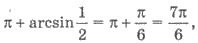 π + arcsin 1/2 = π + π/6 = 7π/6,